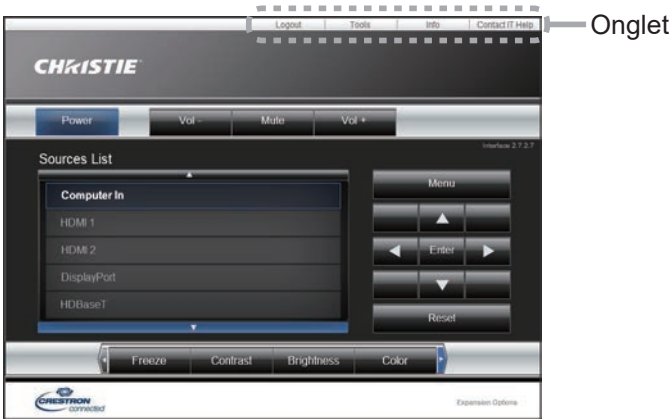 Logout Tools Info Contact IT Help
Onglet
CHRISTIE
Power Vol - Mute Vol +
Interface 2.7.2.7
Sources List
Computer In
HDMI 1
HDMI 2
DisplayPort
HDBaseT
Menu
Enter
Reset
Freeze Contrast Brightness Color
CRESTRON
connected
Expansion Options